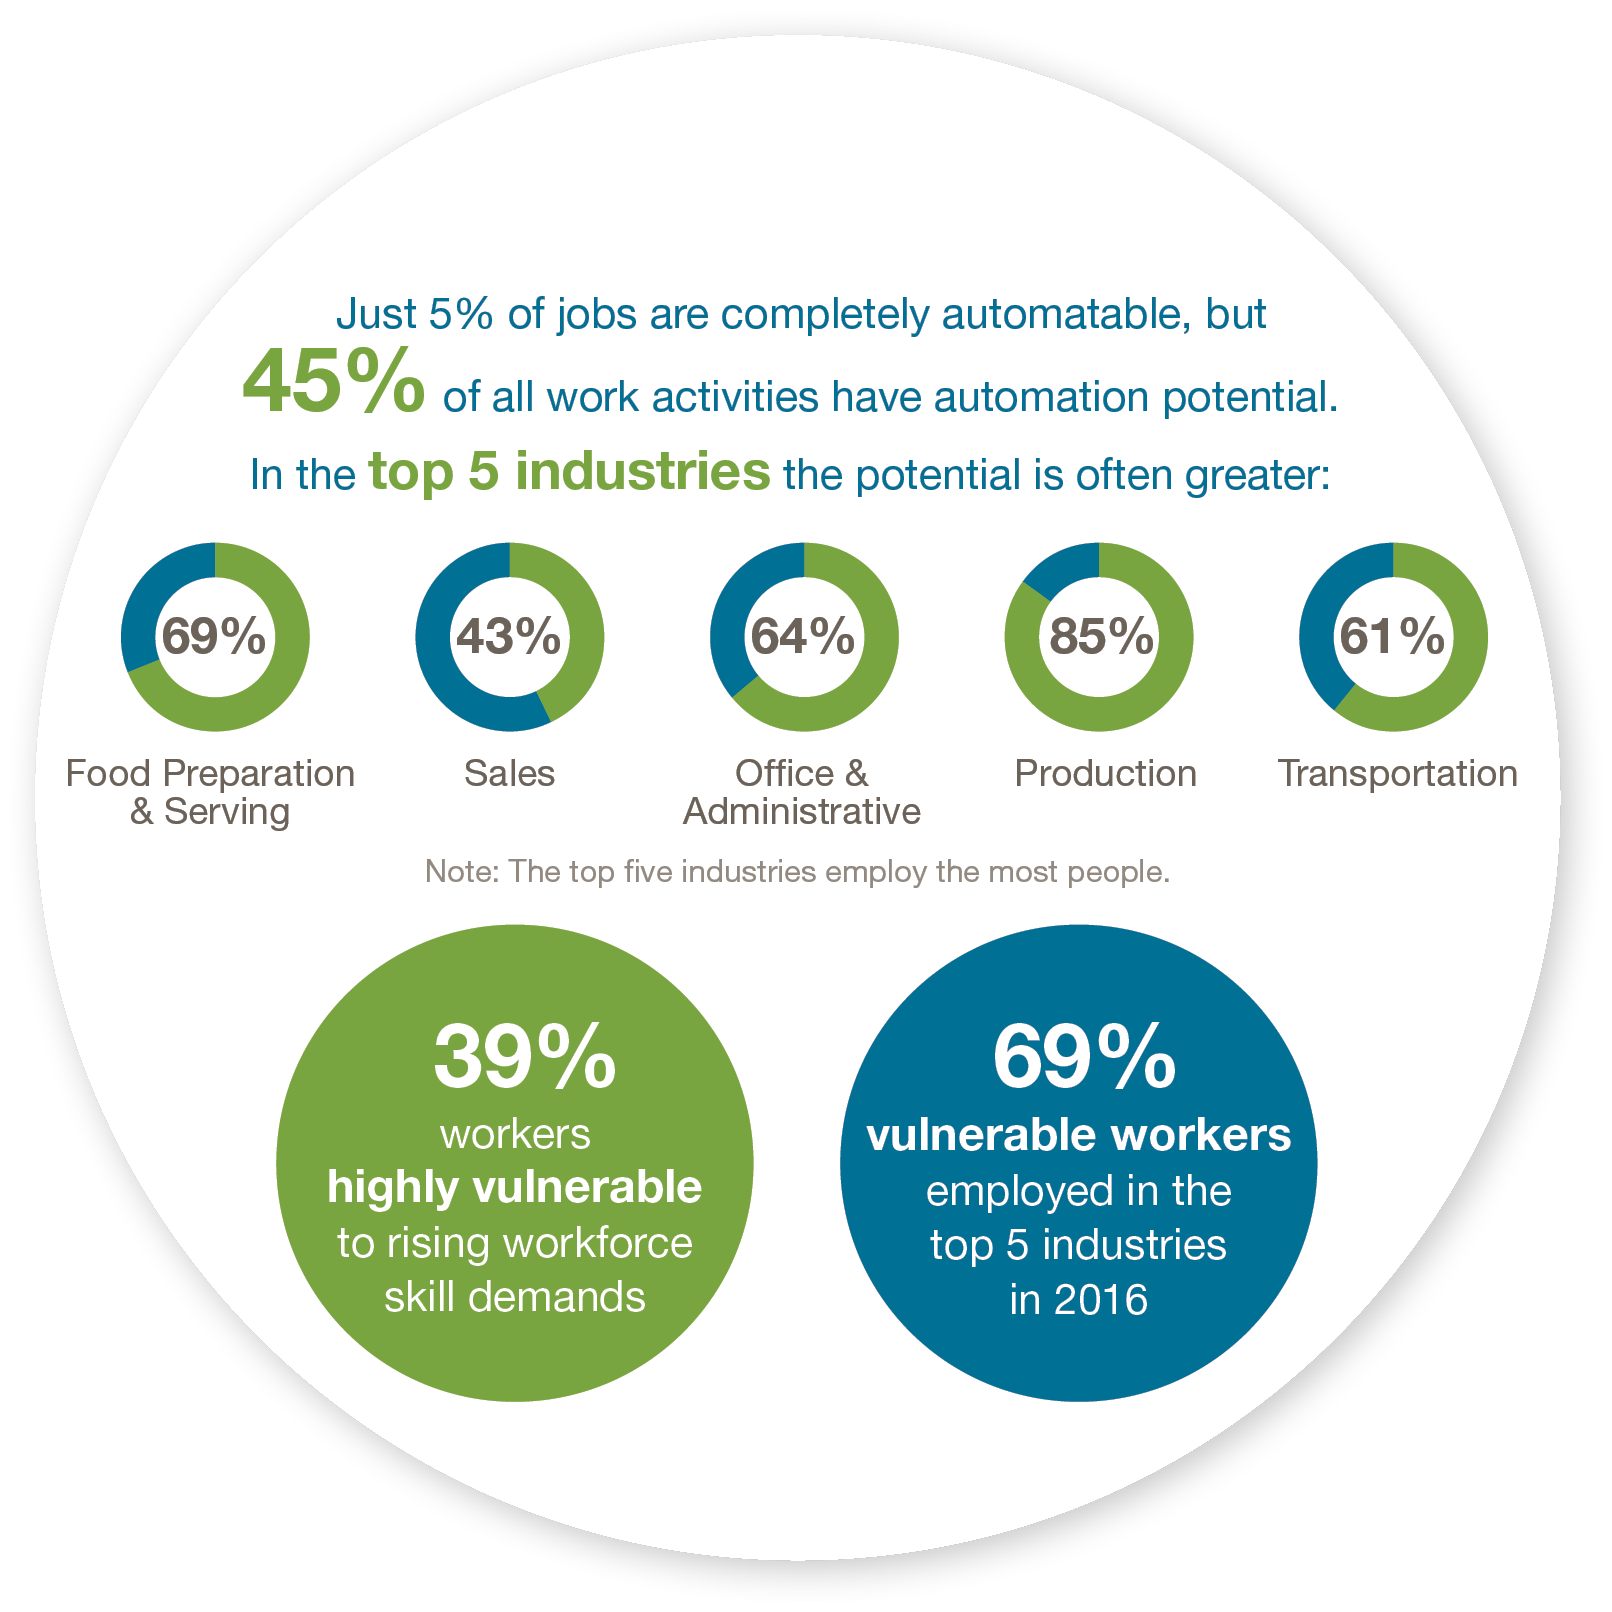 Just 5% of jobs are completely automatable, but
45% of all work activities have automation potential.
In the top 5 industries the potential is often greater:
69%
43%
64%
85%
61%
Food Preparation
& Serving
Sales
Office &
Administrative
Production
Transportation
Note: The top five industries employ the most people.
39%
workers
highly vulnerable
to rising workforce
skill demands
69%
vulnerable workers
employed in the
top 5 industries
in 2016